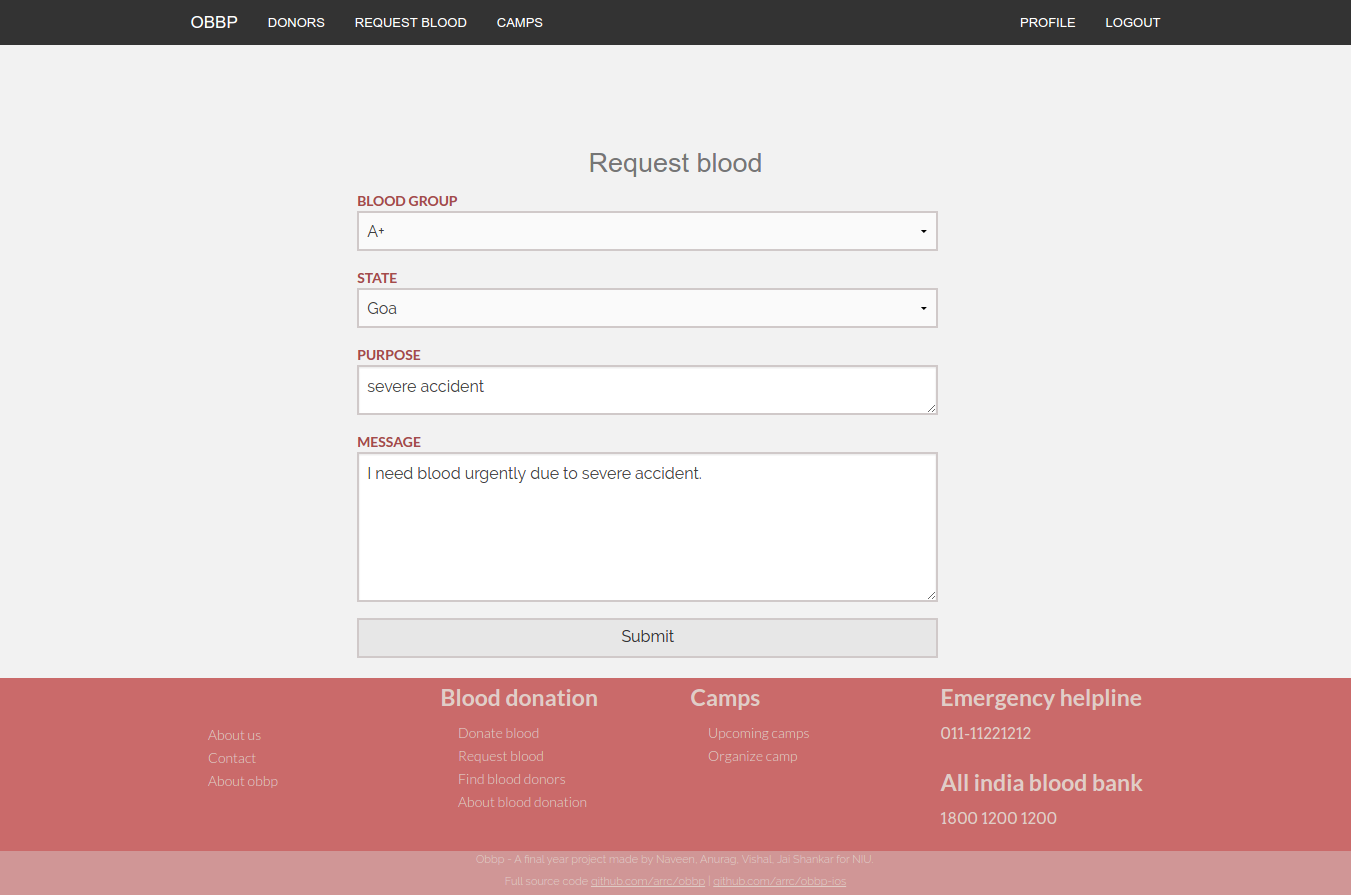 OBBP DONORS REQUEST BLOOD CAMPS PROFILE LOGOUT
Request blood
BLOOD GROUP
A+
STATE
Goa
PURPOSE
severe accident
MESSAGE
I need blood urgently due to severe accident.
Submit
About us
Contact
About obbp
Blood donation
Donate blood
Request blood
Find blood donors
About blood donation
Camps
Upcoming camps
Organize camp
Emergency helpline
011-11221212
All india blood bank
1800 1200 1200
Obbp - A final year project made by Naveen, Anurag, Vishal, Jai Shankar for NIU.
Full source code github.com/arrc/obbp | github.com/arrc/obbp-ios